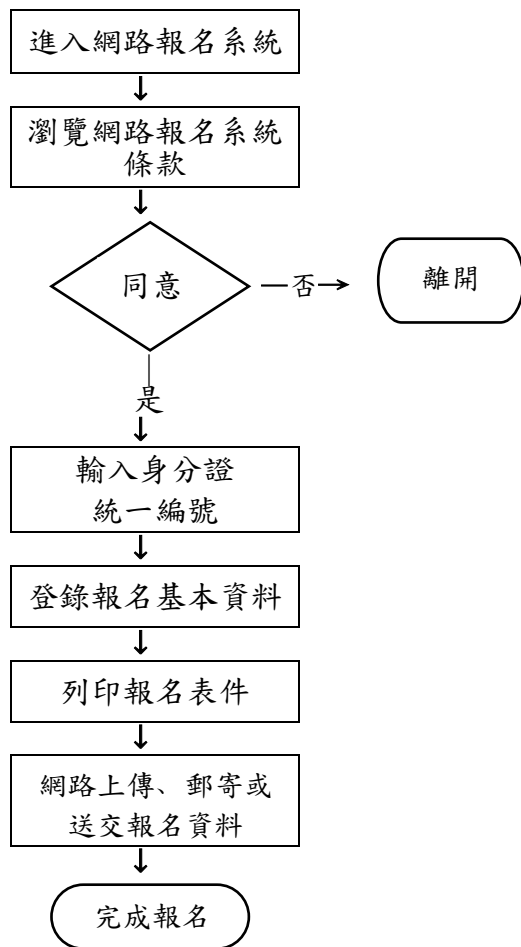 進入網路報名系統
瀏覽網路報名系統
條款
同意
否
離開
是
輸入身分證
統一編號
登錄報名基本資料
列印報名表件
網路上傳、郵寄或
送交報名資料
完成報名